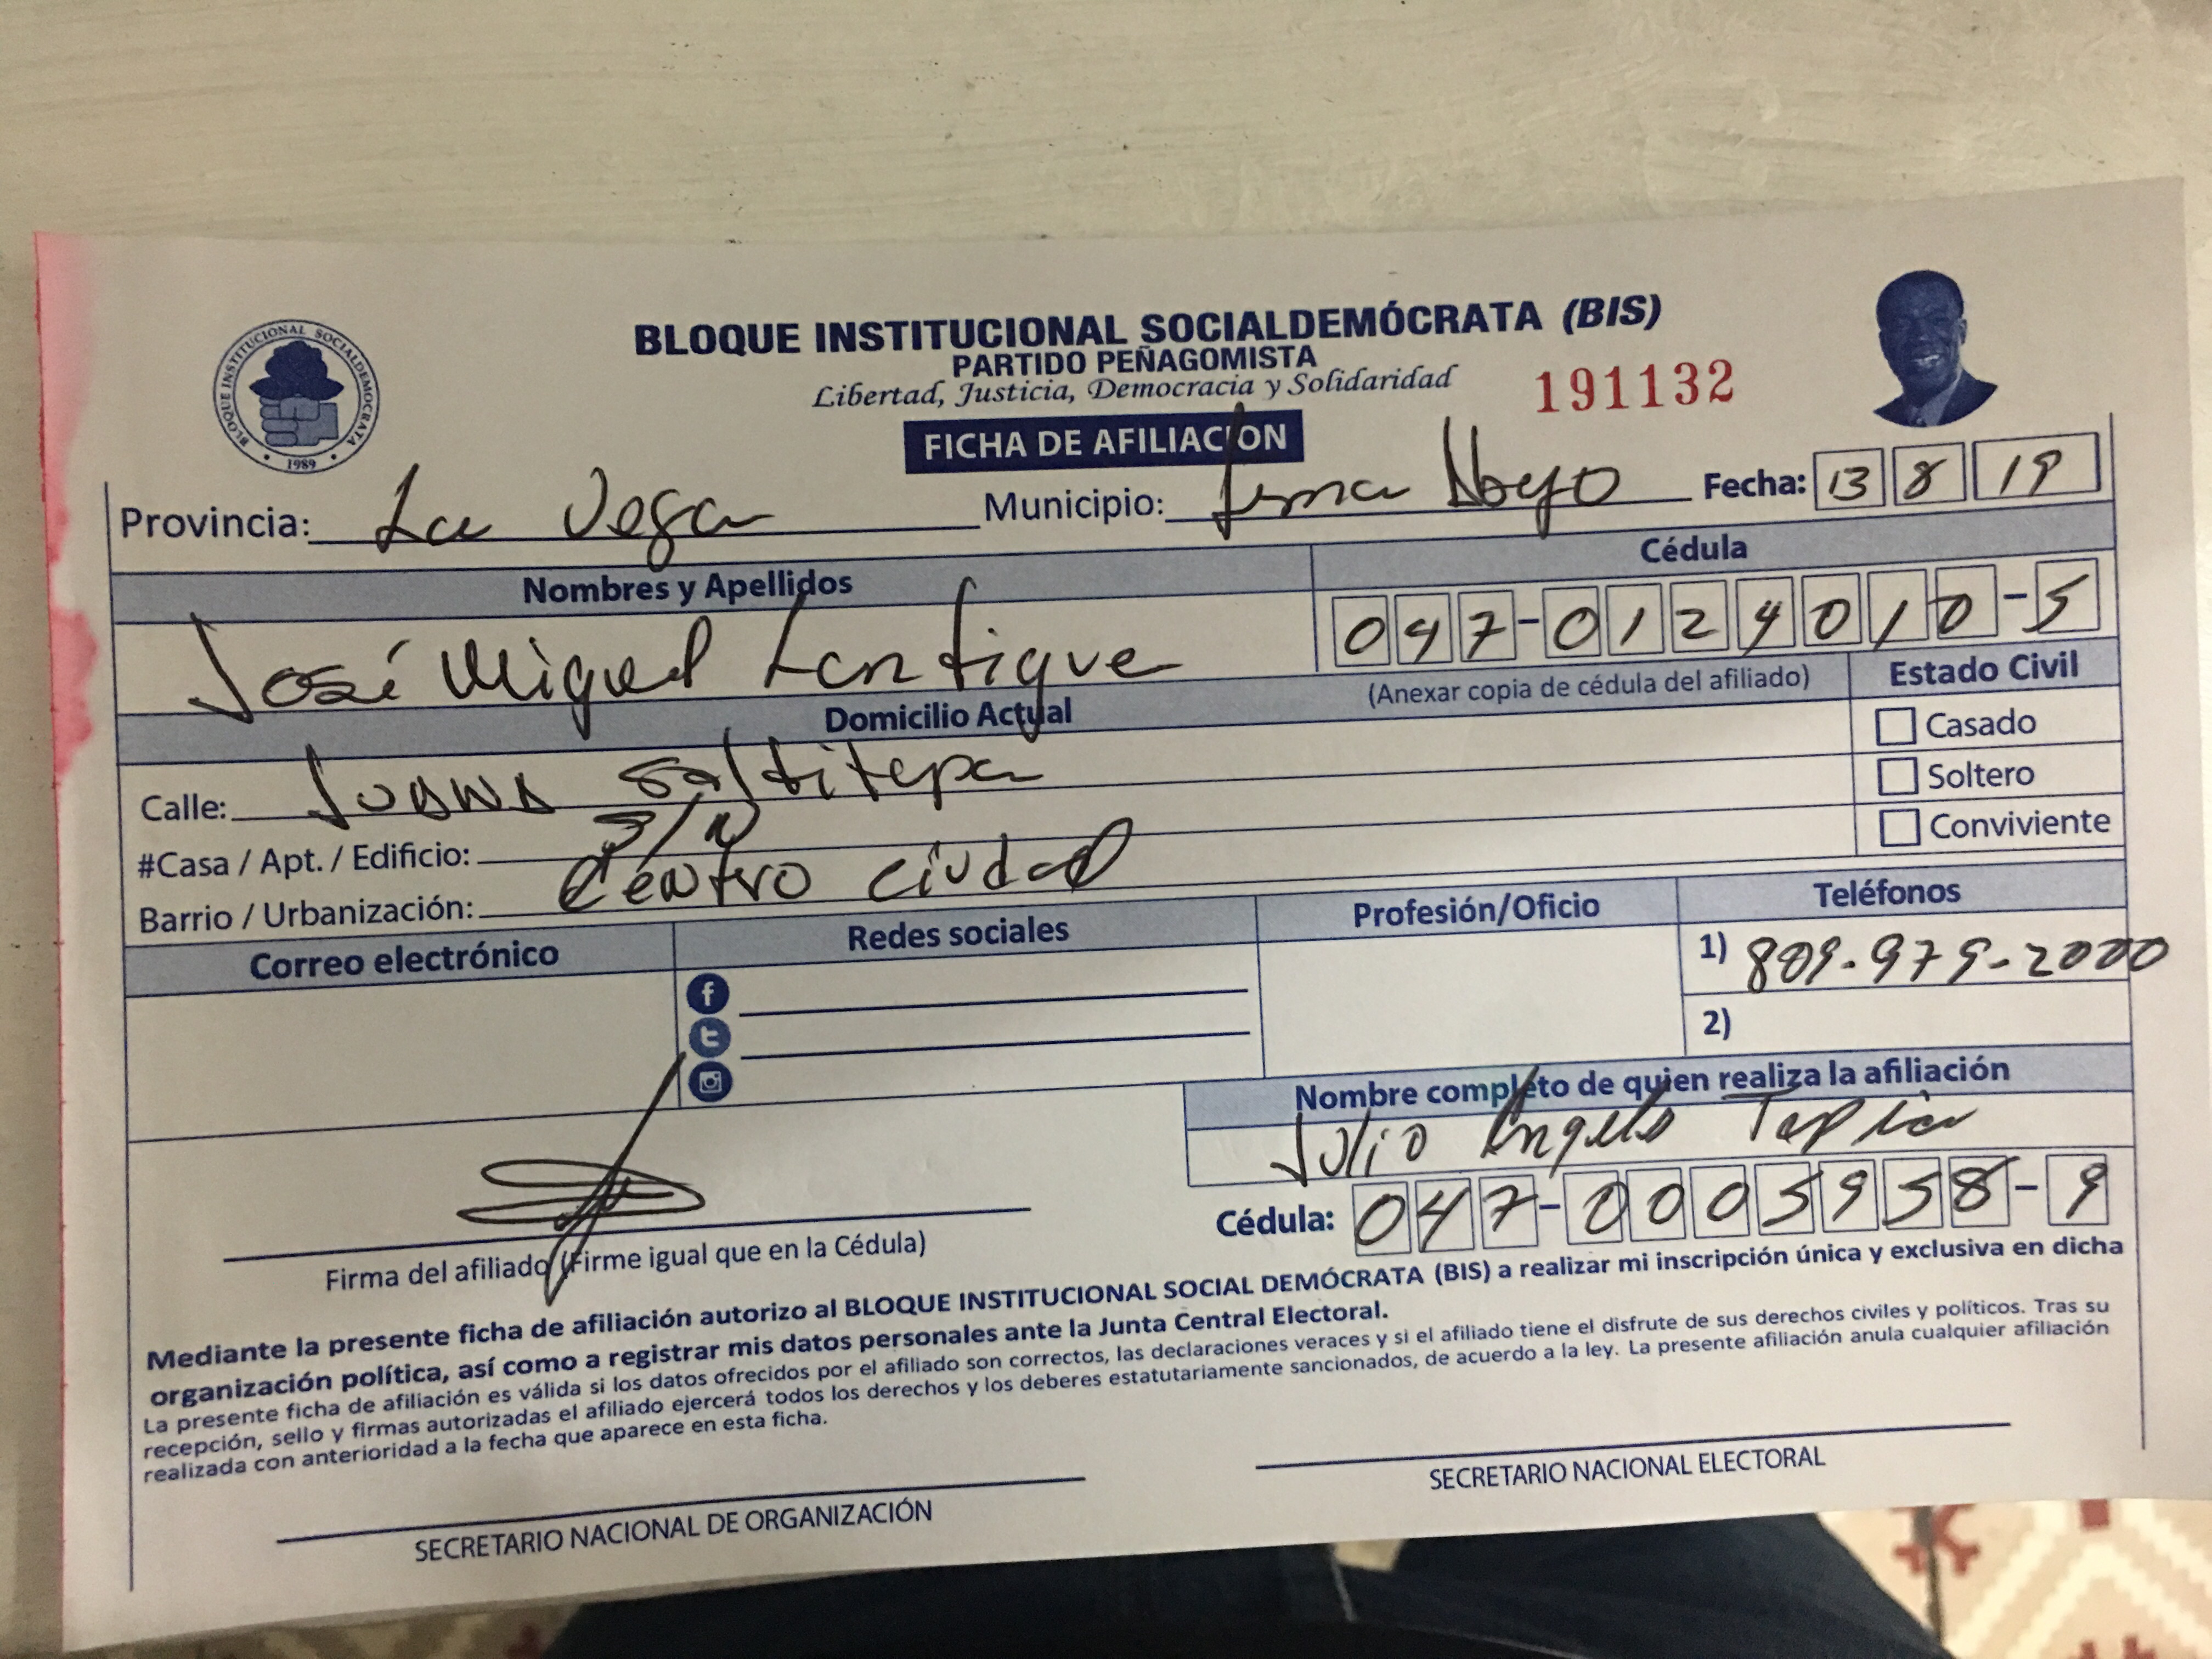 BLOQUE INSTITUCIONAL SOCIALDEMOCRATA
1989
BLOQUE INSTITUCIONAL SOCIALDEMÓCRATA (BIS)
PARTIDO PEÑAGOMISTA
Libertad, Justicia, Democracia y Solidaridad
191132
FICHA DE AFILIACION
Provincia: La Vega Municipio: Fecha: 13 8 19
Nombres y Apellidos Cédula
José Miguel 047-0124010-5
(Anexar copia de cédula del afiliado) Estado Civil
Domicilio Actual
Casado
Calle: Juana Saltitopa
Soltero
#Casa / Apt. / Edificio: S/N
Conviviente
Barrio / Urbanización: Centro ciudad
Correo electrónico Redes sociales Profesión/Oficio Teléfonos
1) 809-979-2000
2)
Nombre completo de quien realiza la afiliación
Julio Angeles Tapia
Cédula: 047-0005958-9
Firma del afiliado (Firme igual que en la Cédula)
Mediante la presente ficha de afiliación autorizo al BLOQUE INSTITUCIONAL SOCIAL DEMÓCRATA (BIS) a realizar mi inscripción única y exclusiva en dicha
organización política, así como a registrar mis datos personales ante la Junta Central Electoral.
La presente ficha de afiliación es válida si los datos ofrecidos por el afiliado son correctos, las declaraciones veraces y si el afiliado tiene el disfrute de sus derechos civiles y políticos. Tras su
recepción, sello y firmas autorizadas el afiliado ejercerá todos los derechos y los deberes estatutariamente sancionados, de acuerdo a la ley. La presente afiliación anula cualquier afiliación
realizada con anterioridad a la fecha que aparece en esta ficha.
SECRETARIO NACIONAL DE ORGANIZACIÓN
SECRETARIO NACIONAL ELECTORAL